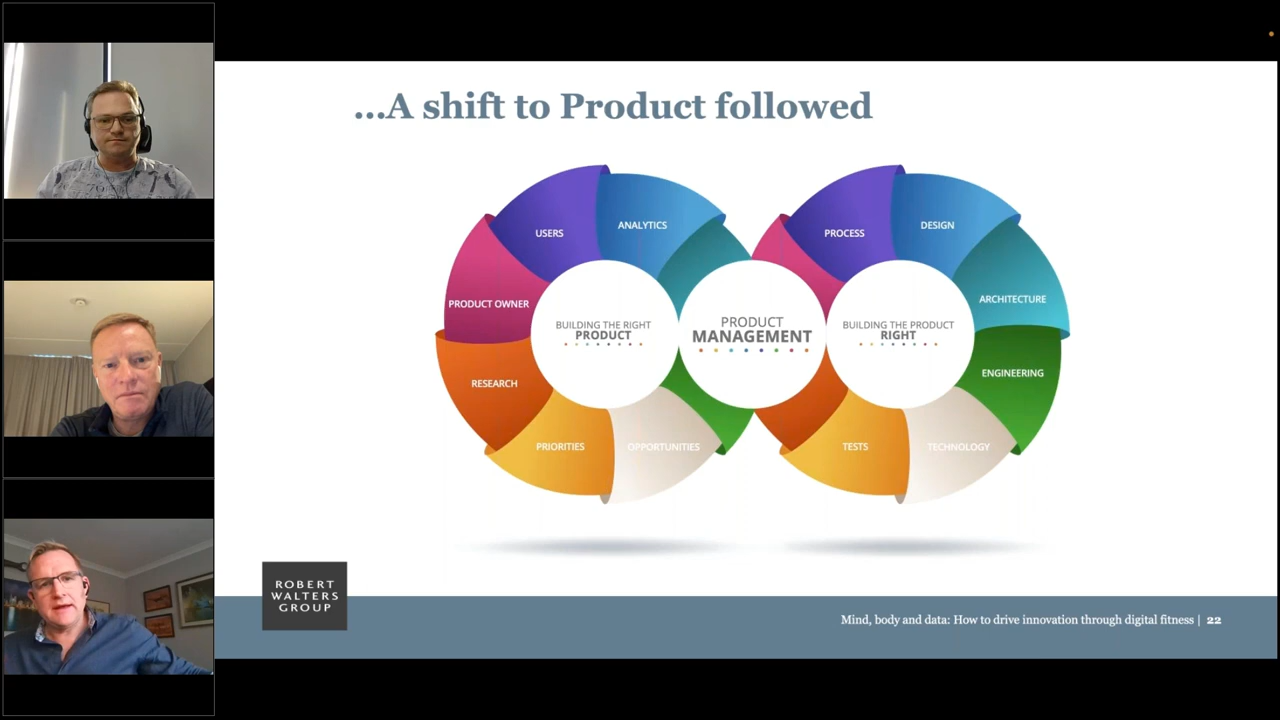 ...A shift to Product followed
USERS
ANALYTICS
PRODUCT OWNER
BUILDING THE RIGHT
PRODUCT
RESEARCH
PRIORITIES
OPPORTUNITIES
PRODUCT
MANAGEMENT
PROCESS
DESIGN
ARCHITECTURE
BUILDING THE PRODUCT
RIGHT
ENGINEERING
TESTS
TECHNOLOGY
ROBERT
WALTERS
GROUP
Mind, body and data: How to drive innovation through digital fitness | 22